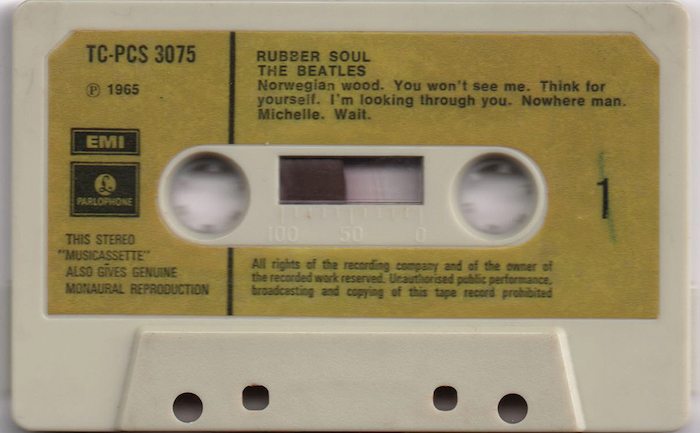 TC-PCS 3075
℗ 1965
EMI
£
PARLOPHONE
THIS STEREO
"MUSICASSETTE"
ALSO GIVES GENUINE
MONAURAL REPRODUCTION
RUBBER SOUL
THE BEATLES
Norwegian wood. You won't see me. Think for
yourself. I'm looking through you. Nowhere man.
Michelle. Wait.
1
100 50 0
All rights of the recording company and of the owner of
the recorded work reserved. Unauthorised public performance,
broadcasting and copying of this tape record prohibited